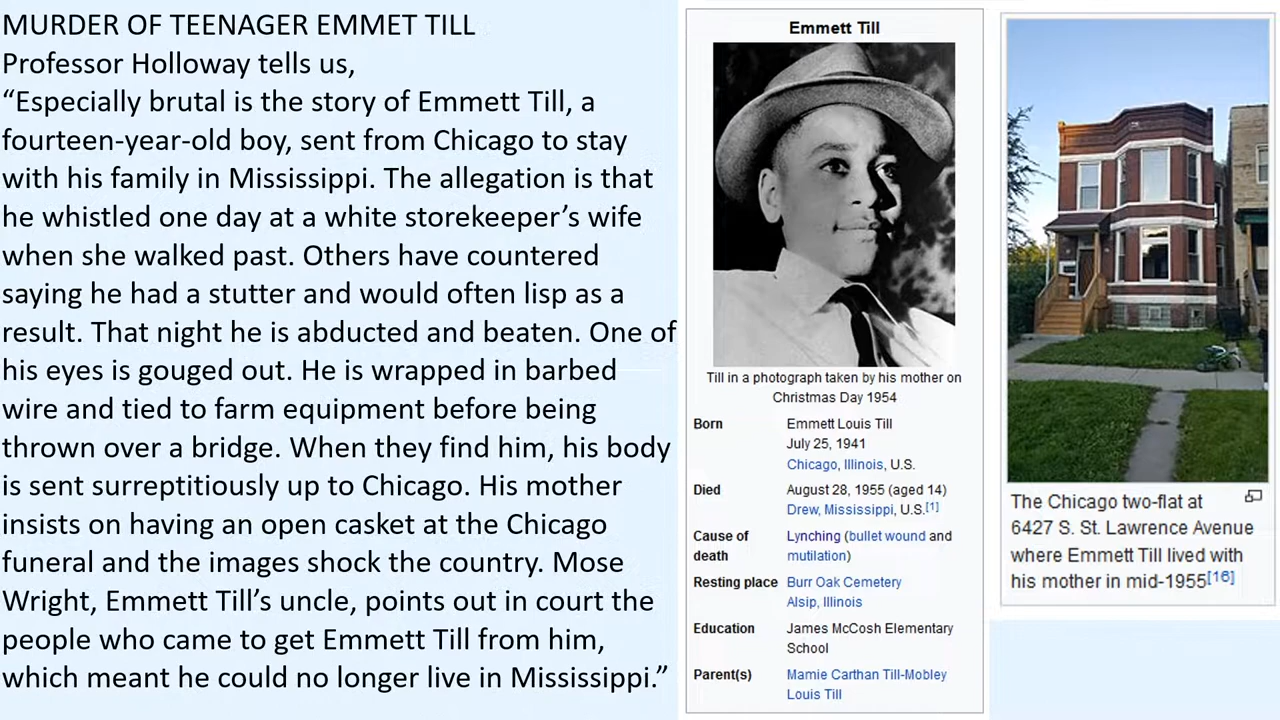 MURDER OF TEENAGER EMMET TILL
Professor Holloway tells us,
“Especially brutal is the story of Emmett Till, a
fourteen-year-old boy, sent from Chicago to stay
with his family in Mississippi. The allegation is that
he whistled one day at a white storekeeper’s wife
when she walked past. Others have countered
saying he had a stutter and would often lisp as a
result. That night he is abducted and beaten. One of
his eyes is gouged out. He is wrapped in barbed
wire and tied to farm equipment before being
thrown over a bridge. When they find him, his body
is sent surreptitiously up to Chicago. His mother
insists on having an open casket at the Chicago
funeral and the images shock the country. Mose
Wright, Emmett Till’s uncle, points out in court the
people who came to get Emmett Till from him,
which meant he could no longer live in Mississippi.”
Emmett Till
Till in a photograph taken by his mother on
Christmas Day 1954
Born Emmett Louis Till
July 25, 1941
Chicago, Illinois, U.S.
Died August 28, 1955 (aged 14)
Drew, Mississippi, U.S.[1]
Cause of death Lynching (bullet wound and
mutilation)
Resting place Burr Oak Cemetery
Alsip, Illinois
Education James McCosh Elementary
School
Parent(s) Mamie Carthan Till-Mobley
Louis Till
The Chicago two-flat at
6427 S. St. Lawrence Avenue
where Emmett Till lived with
his mother in mid-1955[16]